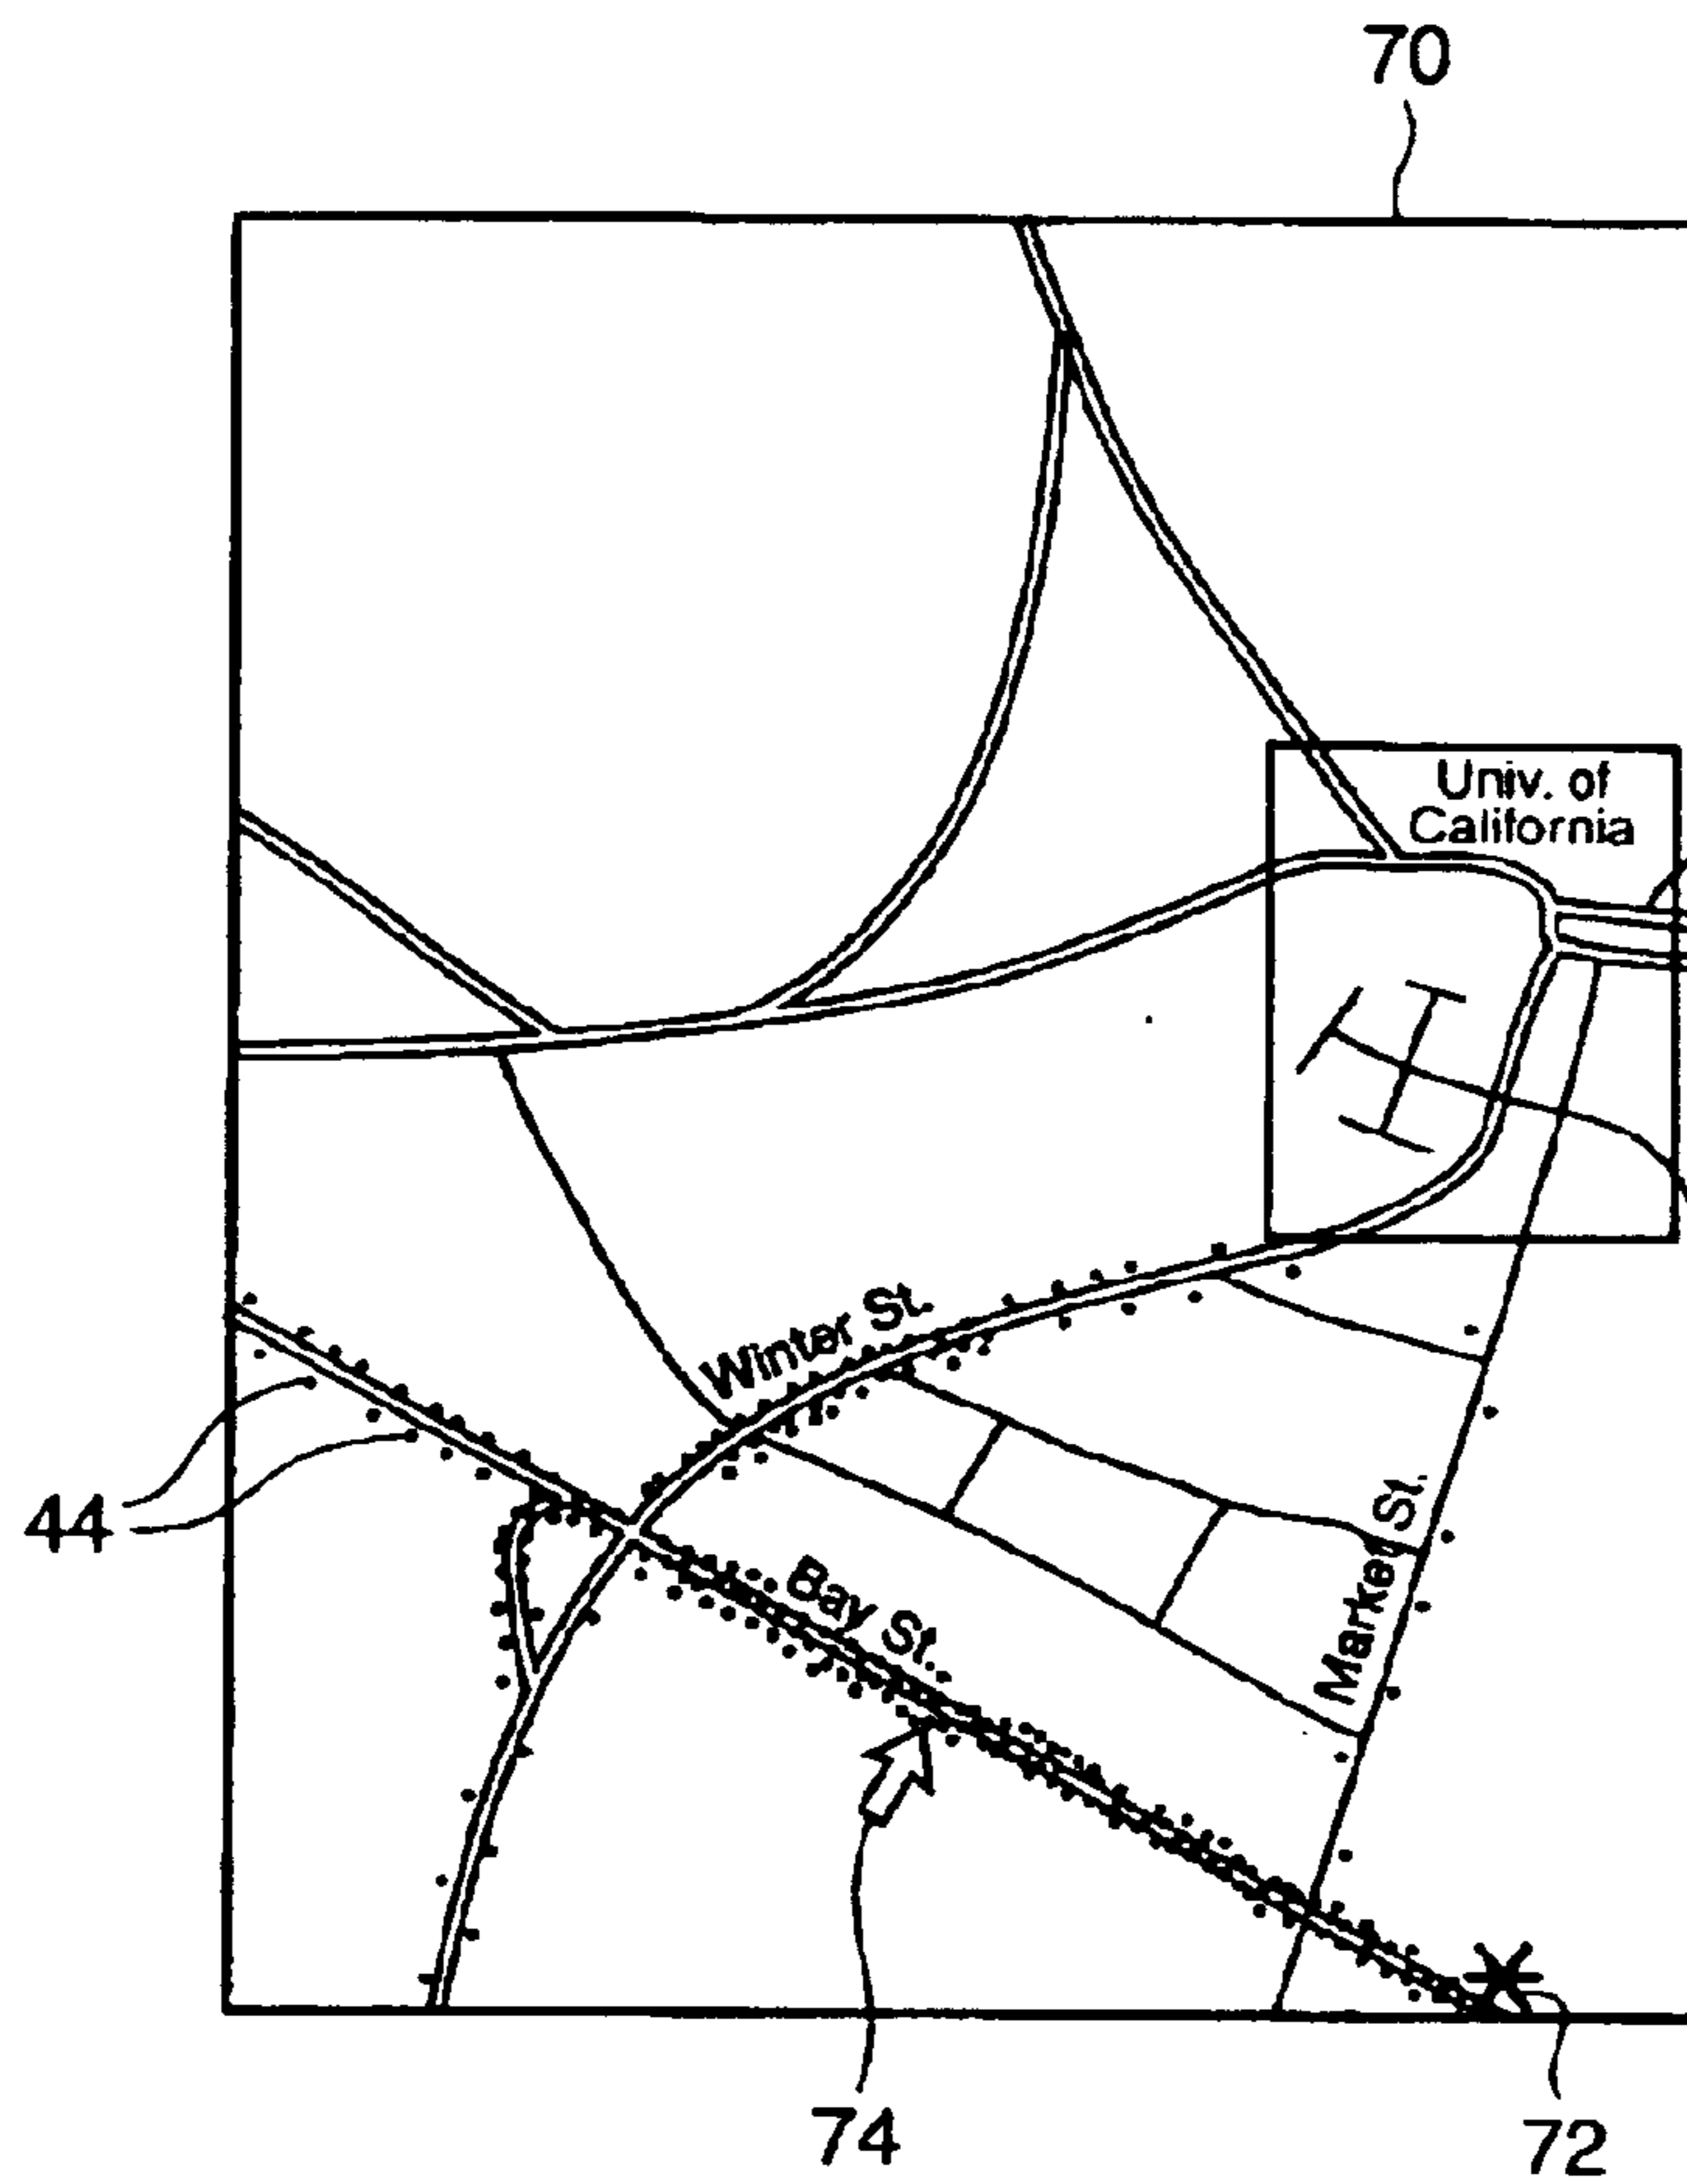 70
Univ. of
California
Winter St.
44
Bay St.
Market St.
74
72